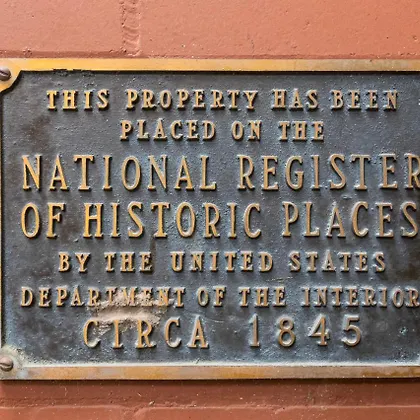 THIS PROPERTY HAS BEEN
PLACED ON THE
NATIONAL REGISTER
OF HISTORIC PLACES
BY THE UNITED STATES
DEPARTMENT OF THE INTERIOR
CIRCA 1845